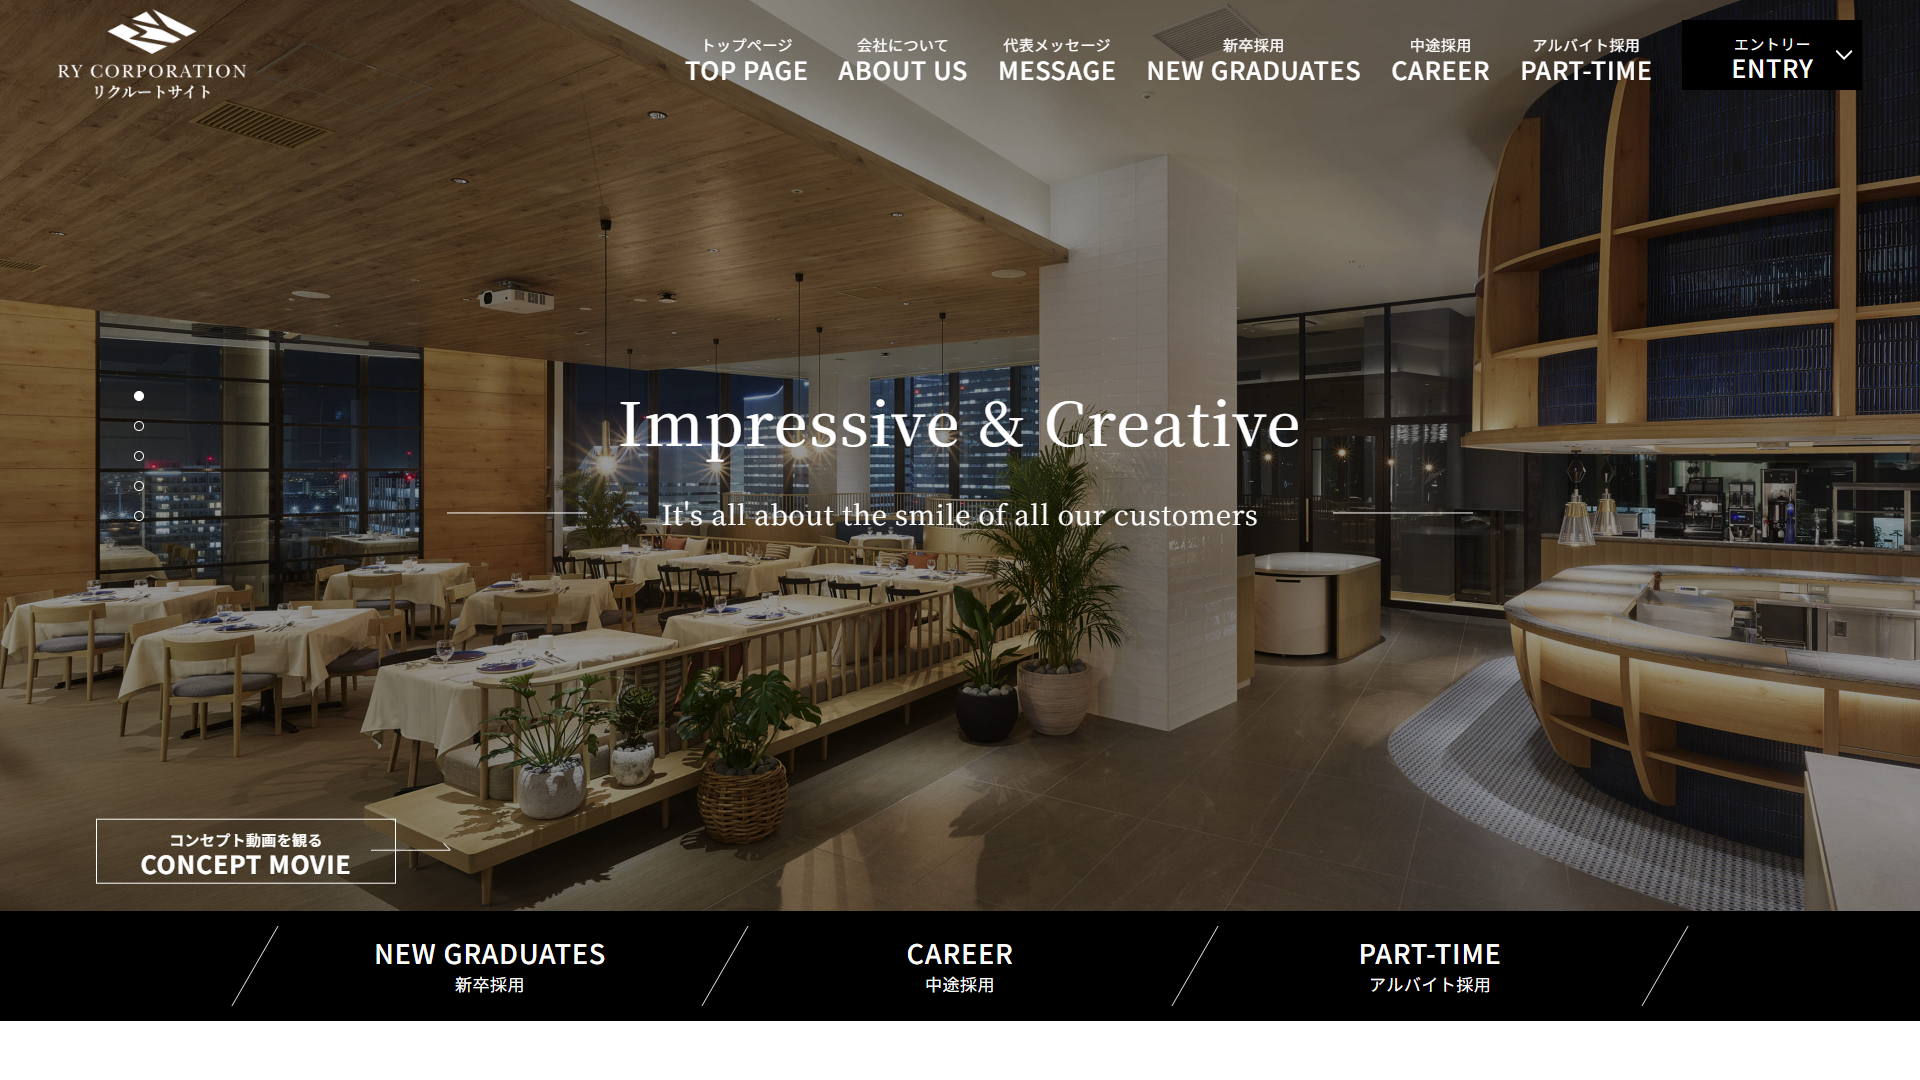 RY CORPORATION
リクルートサイト
トップページ
TOP PAGE
会社について
ABOUT US
代表メッセージ
MESSAGE
新卒採用
NEW GRADUATES
中途採用
CAREER
アルバイト採用
PART-TIME
エントリー
ENTRY
Impressive & Creative
It's all about the smile of all our customers
コンセプト動画を観る
CONCEPT MOVIE
NEW GRADUATES
新卒採用
CAREER
中途採用
PART-TIME
アルバイト採用